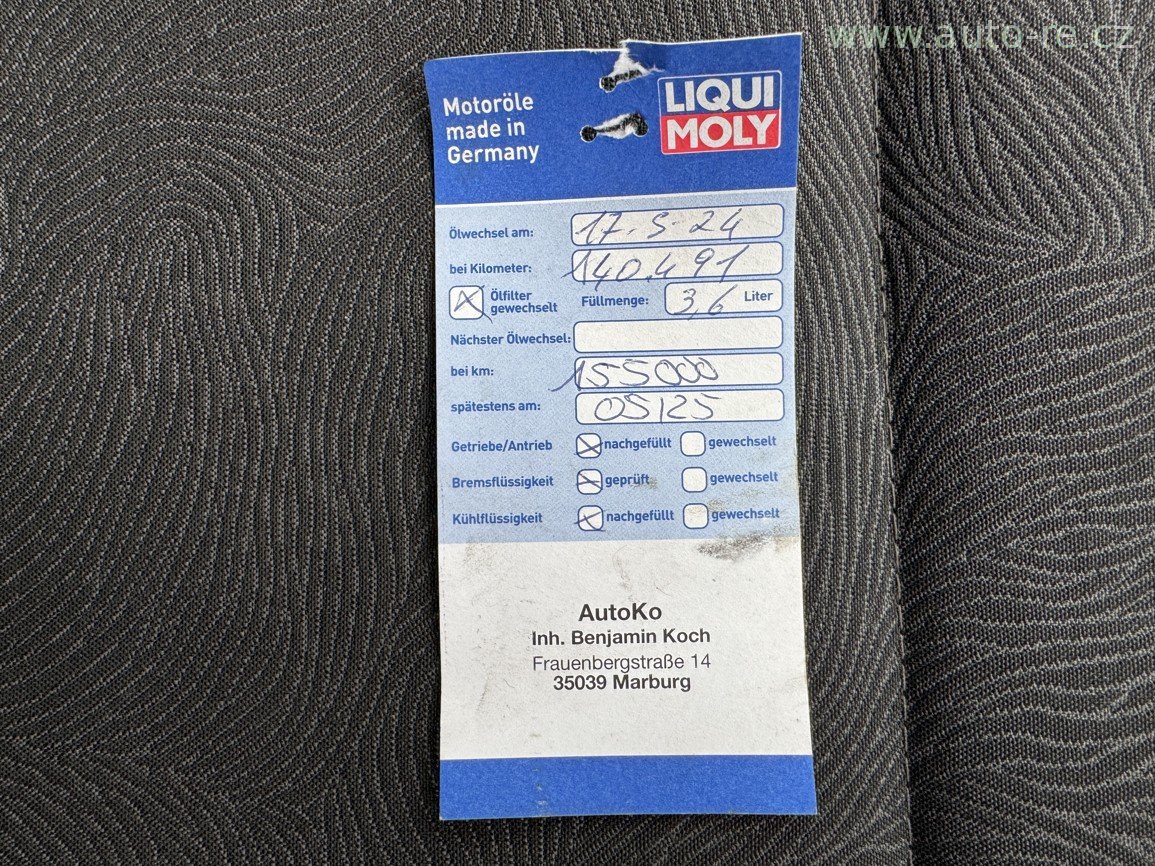 www.auto-re.cz
Motoröle
made in
Germany
LIQUI
MOLY
Ölwechsel am: 17.5.24
bei Kilometer: 140.491
Ölfilter
gewechselt
Füllmenge: 3,6 Liter
Nächster Ölwechsel:
bei km: 155000
spätestens am: 05/25
Getriebe/Antrieb nachgefüllt gewechselt
Bremsflüssigkeit geprüft gewechselt
Kühlflüssigkeit nachgefüllt gewechselt
AutoKo
Inh. Benjamin Koch
Frauenbergstraße 14
35039 Marburg